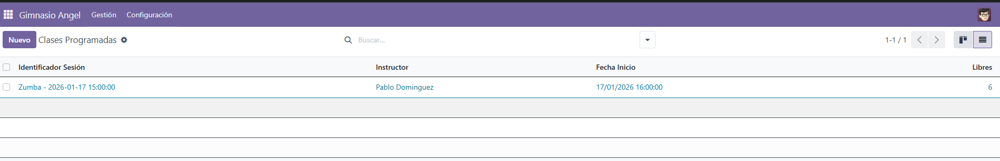 Gimnasio Angel Gestión Configuración
Nuevo Clases Programadas Buscar... 1-1 / 1
Identificador Sesión Instructor Fecha Inicio Libres
Zumba - 2026-01-17 15:00:00 Pablo Dominguez 17/01/2026 16:00:00 6